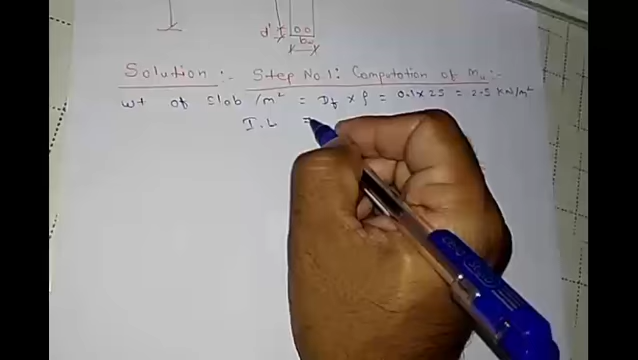 d'
bw
Solution :- Step No.1: Computation of Mu :-
wt of slab /m² = Df x ρ = 0.1 x 25 = 2.5 KN/m²
I.L =